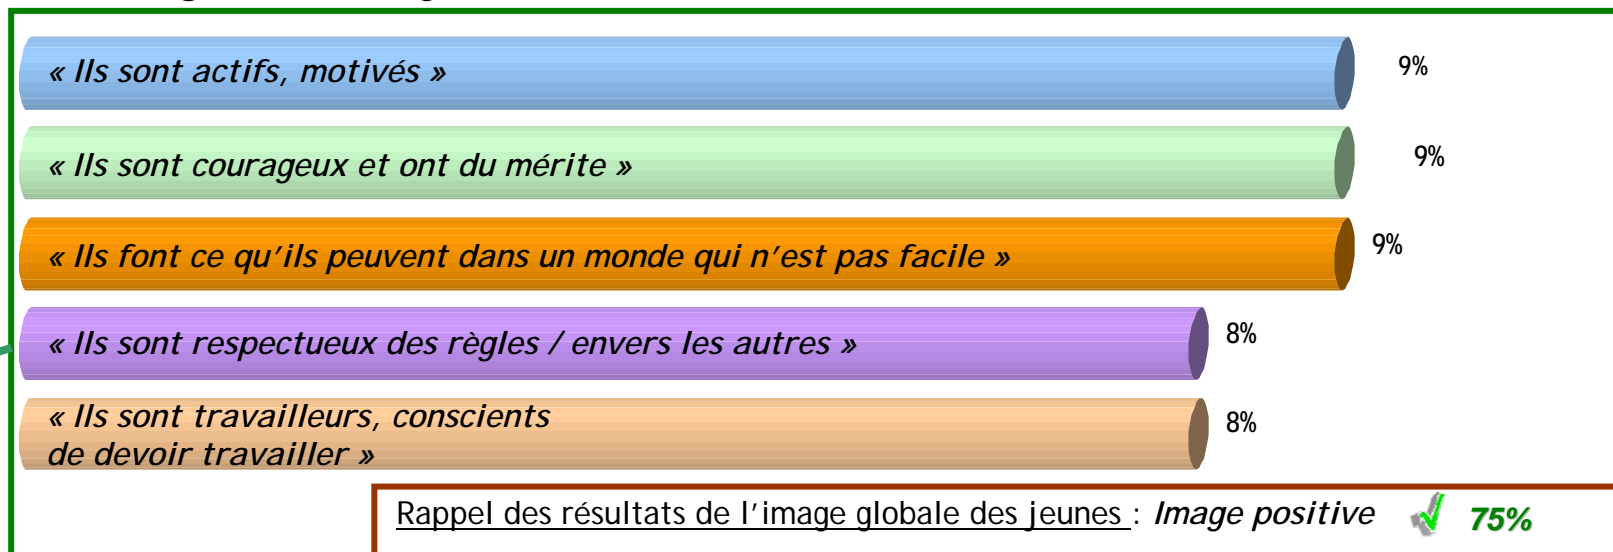 « Ils sont actifs, motivés »
9%
« Ils sont courageux et ont du mérite »
9%
« Ils font ce qu’ils peuvent dans un monde qui n’est pas facile »
9%
« Ils sont respectueux des règles / envers les autres »
8%
« Ils sont travailleurs, conscients
de devoir travailler »
8%
Rappel des résultats de l’image globale des jeunes : Image positive 75%